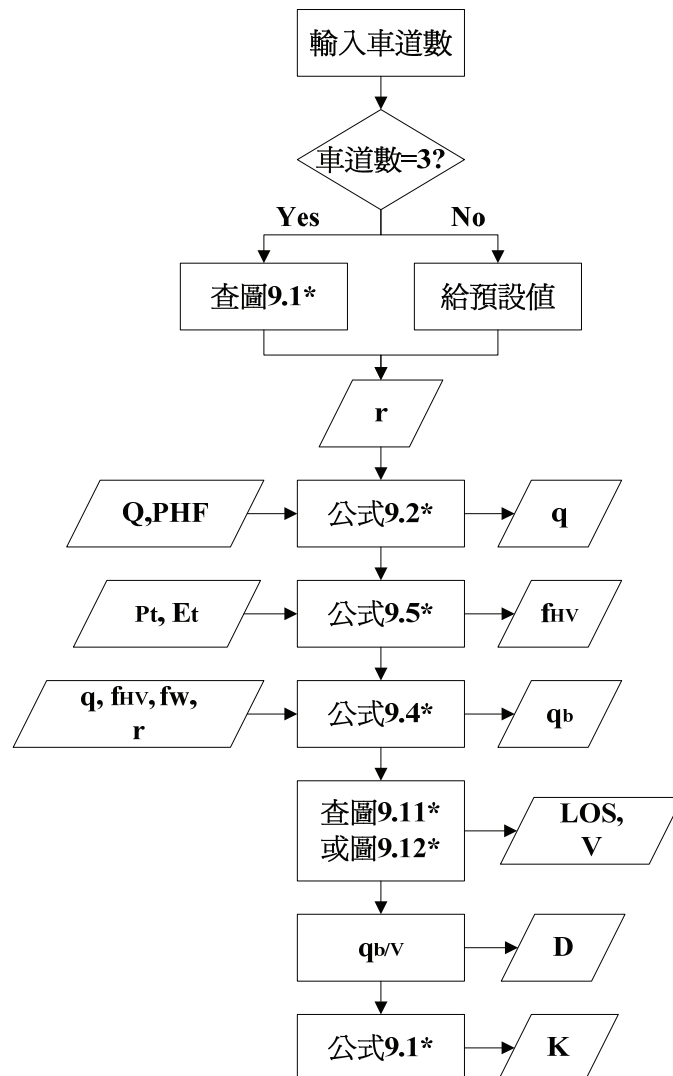 輸入車道數
車道數=3?
Yes
No
查圖9.1*
給預設值
r
Q,PHF
公式9.2*
q
Pt, Et
公式9.5*
fHV
q, fHV, fw,
r
公式9.4*
qb
查圖9.11*
或圖9.12*
LOS,
V
qb/V
D
公式9.1*
K